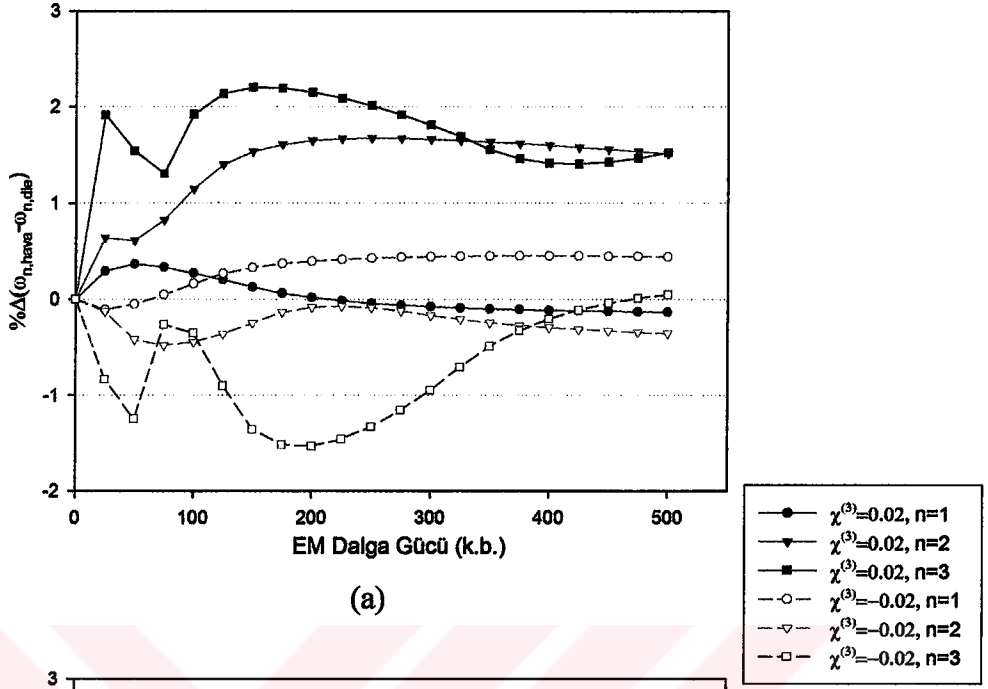 3
2
1
0
-1
-2
%Δ(ω_n,hava-ω_n,die)
0 100 200 300 400 500
EM Dalga Gücü (k.b.)
(a)
χ⁽³⁾=0.02, n=1
χ⁽³⁾=0.02, n=2
χ⁽³⁾=0.02, n=3
χ⁽³⁾=−0.02, n=1
χ⁽³⁾=−0.02, n=2
χ⁽³⁾=−0.02, n=3
3